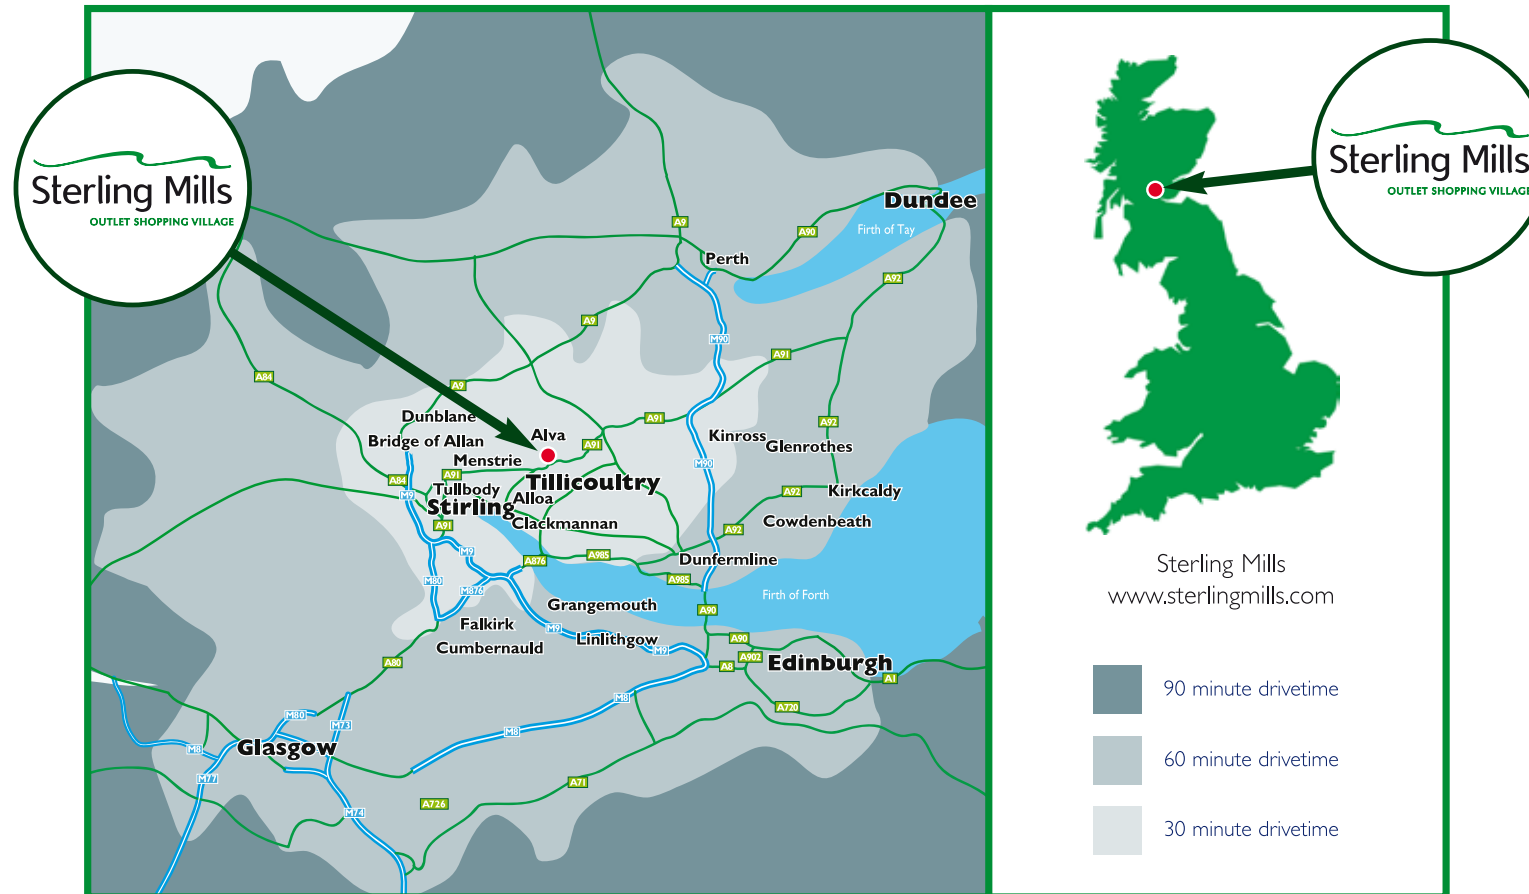 Sterling Mills
OUTLET SHOPPING VILLAGE
Sterling Mills
OUTLET SHOPPING VILLAGE
Dundee
A9
A90
Firth of Tay
Perth
A92
A9
M90
A91
A84
A9
Dunblane
A91
A92
Alva
Kinross
Bridge of Allan
A91
Glenrothes
Menstrie
M90
A91
A84
Tillicoultry
Tullbody
A92
Kirkcaldy
M9
Alloa
Stirling
Clackmannan
Cowdenbeath
A91
A92
M9
A985
A876
Dunfermline
M80
A985
M876
Firth of Forth
Grangemouth
A90
Falkirk
M9
Linlithgow
A90
Cumbernauld
M9
A902
A80
A8
Edinburgh
A1
M8
A720
M80
M73
M8
M8
Glasgow
M77
A71
A726
M74
Sterling Mills
www.sterlingmills.com
90 minute drivetime
60 minute drivetime
30 minute drivetime